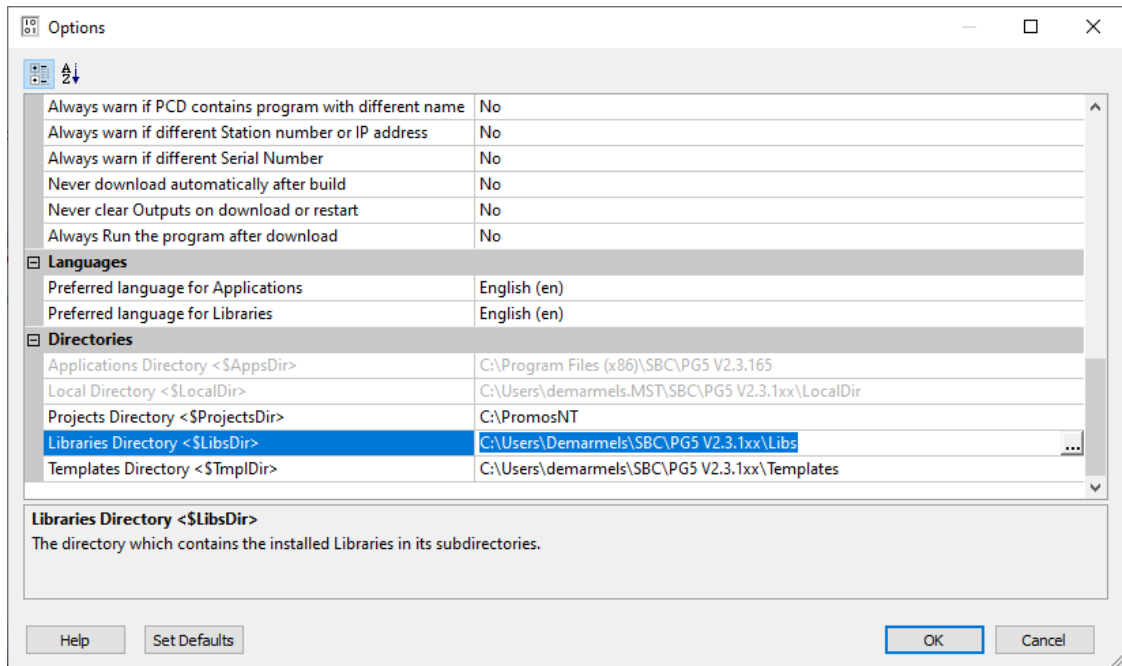 Options
Always warn if PCD contains program with different name No
Always warn if different Station number or IP address No
Always warn if different Serial Number No
Never download automatically after build No
Never clear Outputs on download or restart No
Always Run the program after download No
Languages
Preferred language for Applications English (en)
Preferred language for Libraries English (en)
Directories
Applications Directory <$AppsDir> C:\Program Files (x86)\SBC\PG5 V2.3.165
Local Directory <$LocalDir> C:\Users\demarmels.MST\SBC\PG5 V2.3.1xx\LocalDir
Projects Directory <$ProjectsDir> C:\PromosNT
Libraries Directory <$LibsDir> C:\Users\Demarmels\SBC\PG5 V2.3.1xx\Libs ...
Templates Directory <$TmplDir> C:\Users\demarmels\SBC\PG5 V2.3.1xx\Templates
Libraries Directory <$LibsDir>
The directory which contains the installed Libraries in its subdirectories.
Help Set Defaults OK Cancel